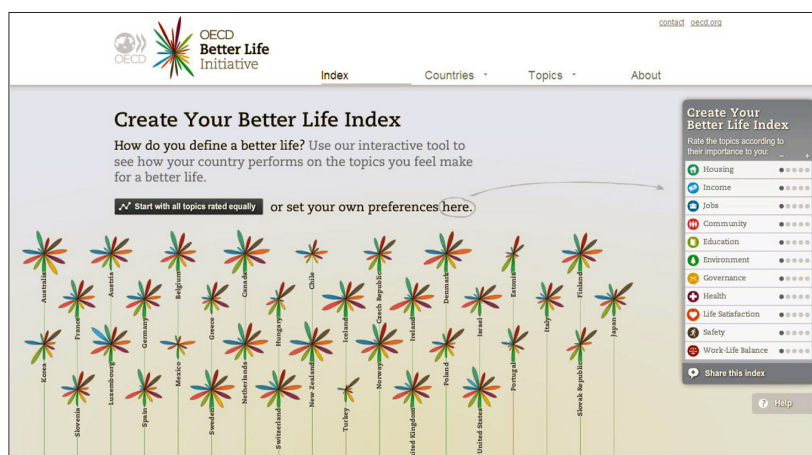 contact oecd.org
OECD
OECD
Better Life
Initiative
Index Countries Topics About
Create Your Better Life Index
How do you define a better life? Use our interactive tool to
see how your country performs on the topics you feel make
for a better life.
Start with all topics rated equally or set your own preferences here.
Create Your
Better Life Index
Rate the topics according to
their importance to you: - +
Housing
Income
Jobs
Community
Education
Environment
Governance
Health
Life Satisfaction
Safety
Work-Life Balance
Share this index
? Help
Australia
Austria
Belgium
Canada
Chile
Czech Republic
Denmark
Estonia
Finland
France
Germany
Greece
Hungary
Iceland
Ireland
Israel
Italy
Japan
Korea
Luxembourg
Mexico
Netherlands
New Zealand
Norway
Poland
Portugal
Slovak Republic
Slovenia
Spain
Sweden
Switzerland
Turkey
nited Kingdom
United States